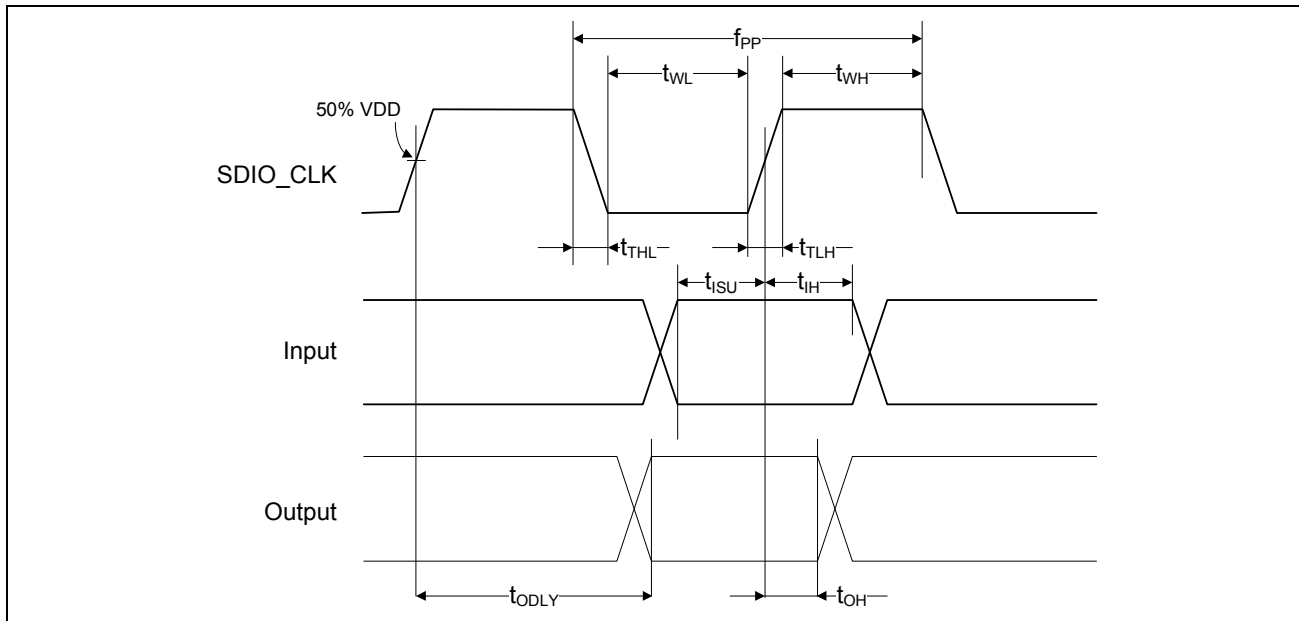 fPP
tWL
tWH
50% VDD
SDIO_CLK
tTHL
tTLH
tISU
tIH
Input
Output
tODLY
tOH